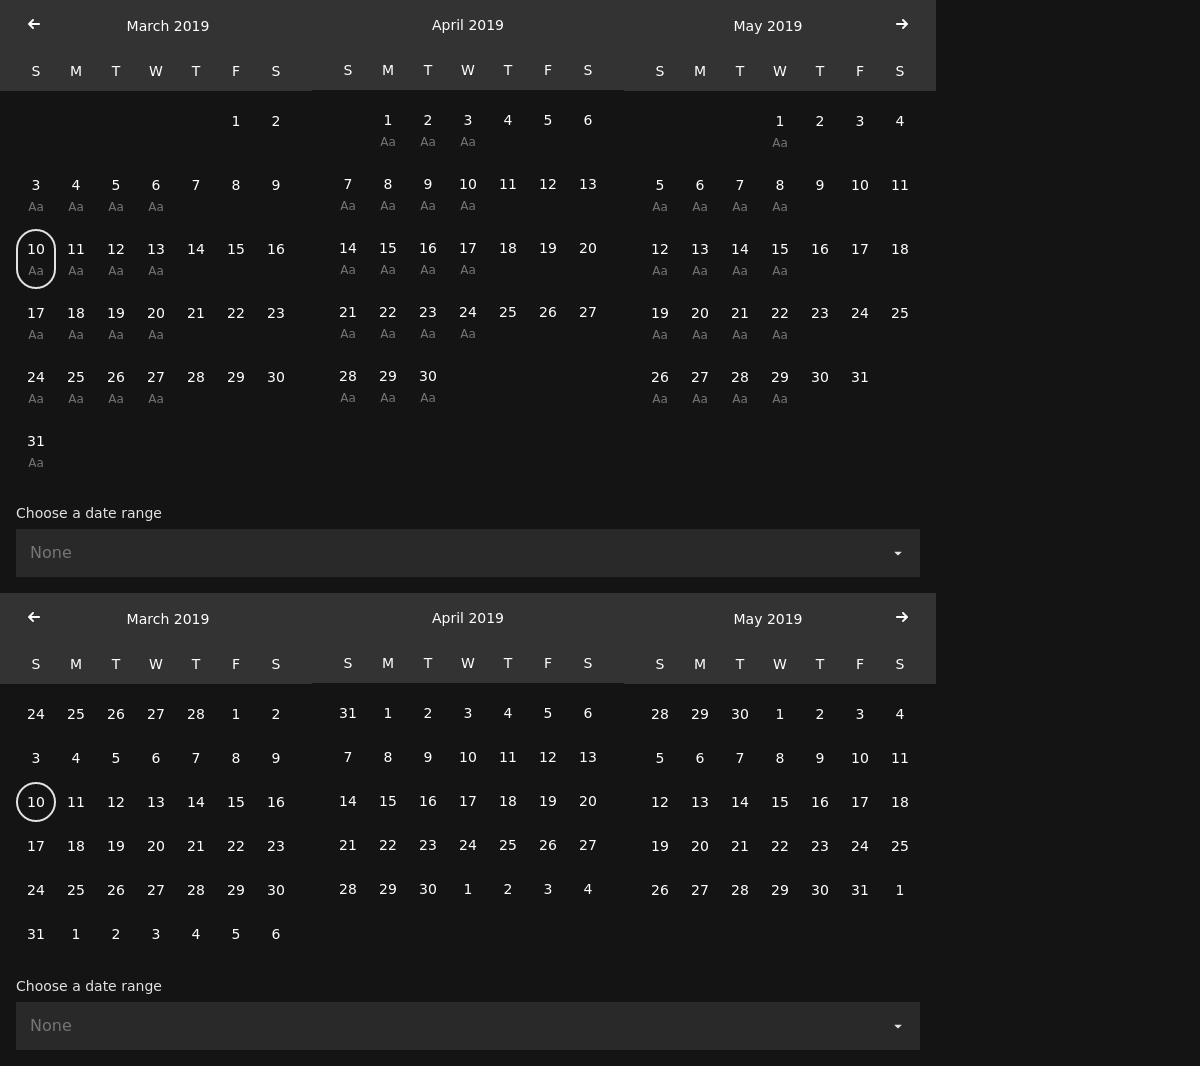 March 2019 April 2019 May 2019
S M T W T F S S M T W T F S S M T W T F S
1 2 1 2 3 4 5 6 1 2 3 4
Aa Aa Aa Aa
3 4 5 6 7 8 9 7 8 9 10 11 12 13 5 6 7 8 9 10 11
Aa Aa Aa Aa Aa Aa Aa Aa Aa Aa Aa Aa
10 11 12 13 14 15 16 14 15 16 17 18 19 20 12 13 14 15 16 17 18
Aa Aa Aa Aa Aa Aa Aa Aa Aa Aa Aa Aa
17 18 19 20 21 22 23 21 22 23 24 25 26 27 19 20 21 22 23 24 25
Aa Aa Aa Aa Aa Aa Aa Aa Aa Aa Aa Aa
24 25 26 27 28 29 30 28 29 30 26 27 28 29 30 31
Aa Aa Aa Aa Aa Aa Aa Aa Aa Aa Aa
31
Aa
Choose a date range
None
March 2019 April 2019 May 2019
S M T W T F S S M T W T F S S M T W T F S
24 25 26 27 28 1 2 31 1 2 3 4 5 6 28 29 30 1 2 3 4
3 4 5 6 7 8 9 7 8 9 10 11 12 13 5 6 7 8 9 10 11
10 11 12 13 14 15 16 14 15 16 17 18 19 20 12 13 14 15 16 17 18
17 18 19 20 21 22 23 21 22 23 24 25 26 27 19 20 21 22 23 24 25
24 25 26 27 28 29 30 28 29 30 1 2 3 4 26 27 28 29 30 31 1
31 1 2 3 4 5 6
Choose a date range
None